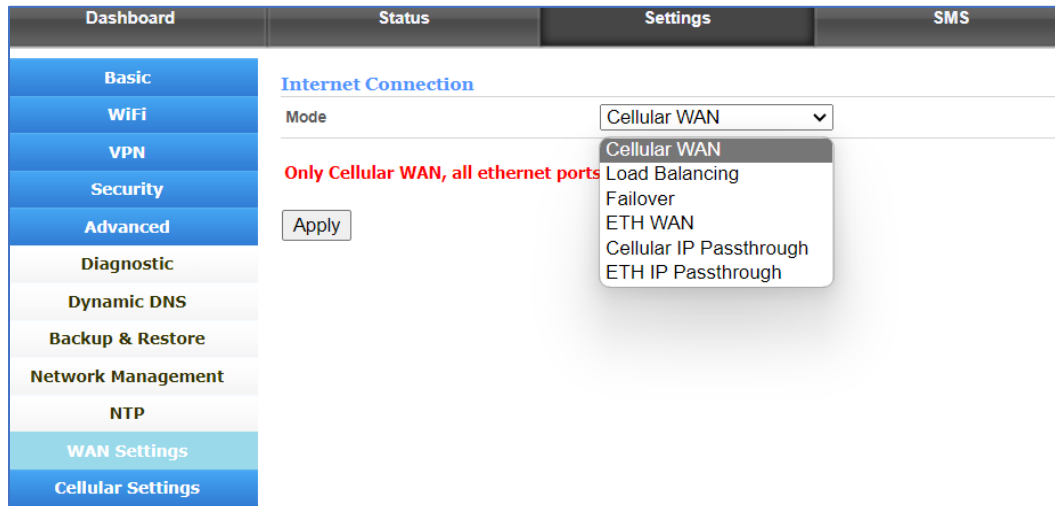 Dashboard Status Settings SMS
Basic
WiFi
VPN
Security
Advanced
Diagnostic
Dynamic DNS
Backup & Restore
Network Management
NTP
WAN Settings
Cellular Settings
Internet Connection
Mode Cellular WAN
Cellular WAN
Load Balancing
Failover
ETH WAN
Cellular IP Passthrough
ETH IP Passthrough
Only Cellular WAN, all ethernet ports
Apply